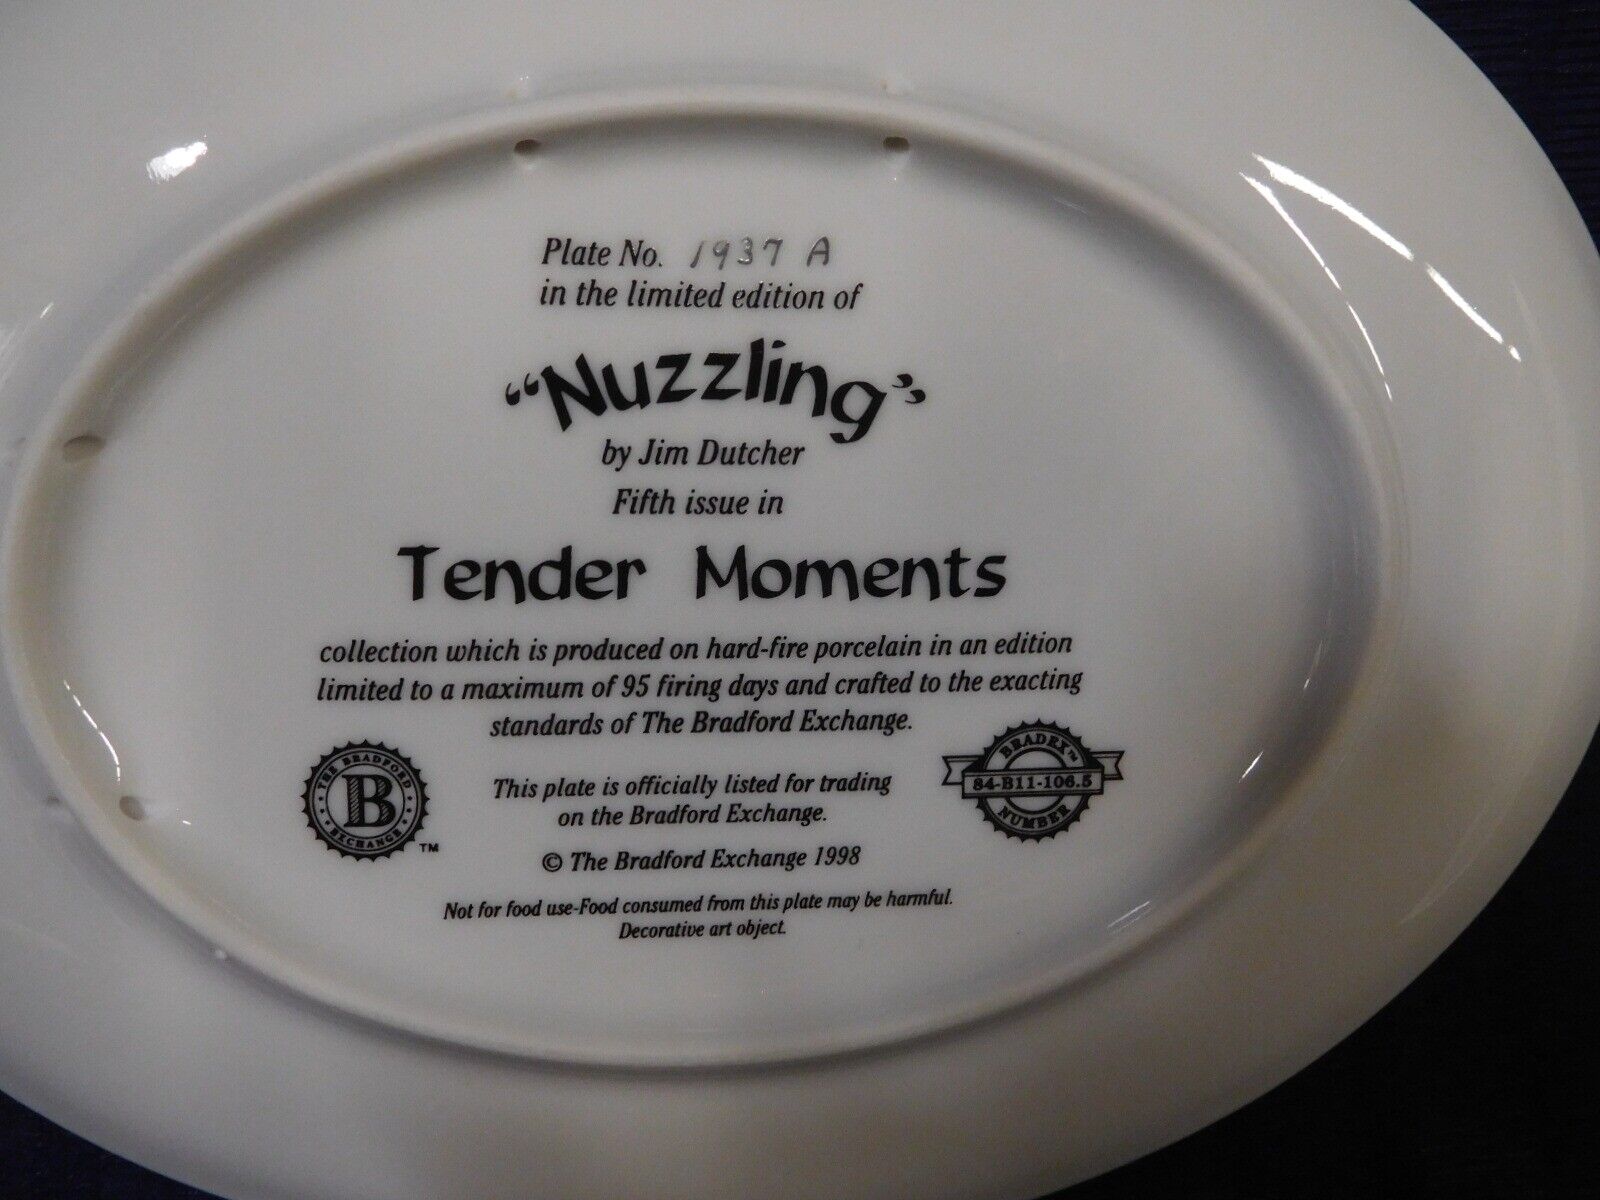 Plate No. 1937 A
in the limited edition of
"Nuzzling"
by Jim Dutcher
Fifth issue in
Tender Moments
collection which is produced on hard-fire porcelain in an edition
limited to a maximum of 95 firing days and crafted to the exacting
standards of The Bradford Exchange.
THE BRADFORD
B
EXCHANGE
TM
This plate is officially listed for trading
on the Bradford Exchange.
BRADEX™
84-B11-106.5
NUMBER
© The Bradford Exchange 1998
Not for food use-Food consumed from this plate may be harmful.
Decorative art object.